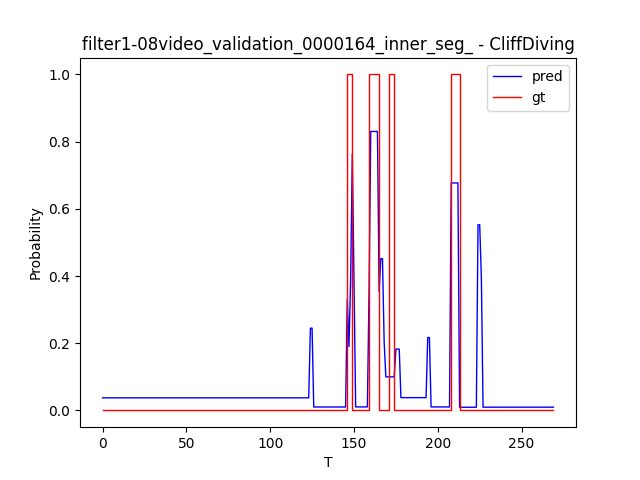 filter1-08video_validation_0000164_inner_seg_ - CliffDiving
pred
gt
1.0
0.8
0.6
0.4
0.2
0.0
Probability
0 50 100 150 200 250
T